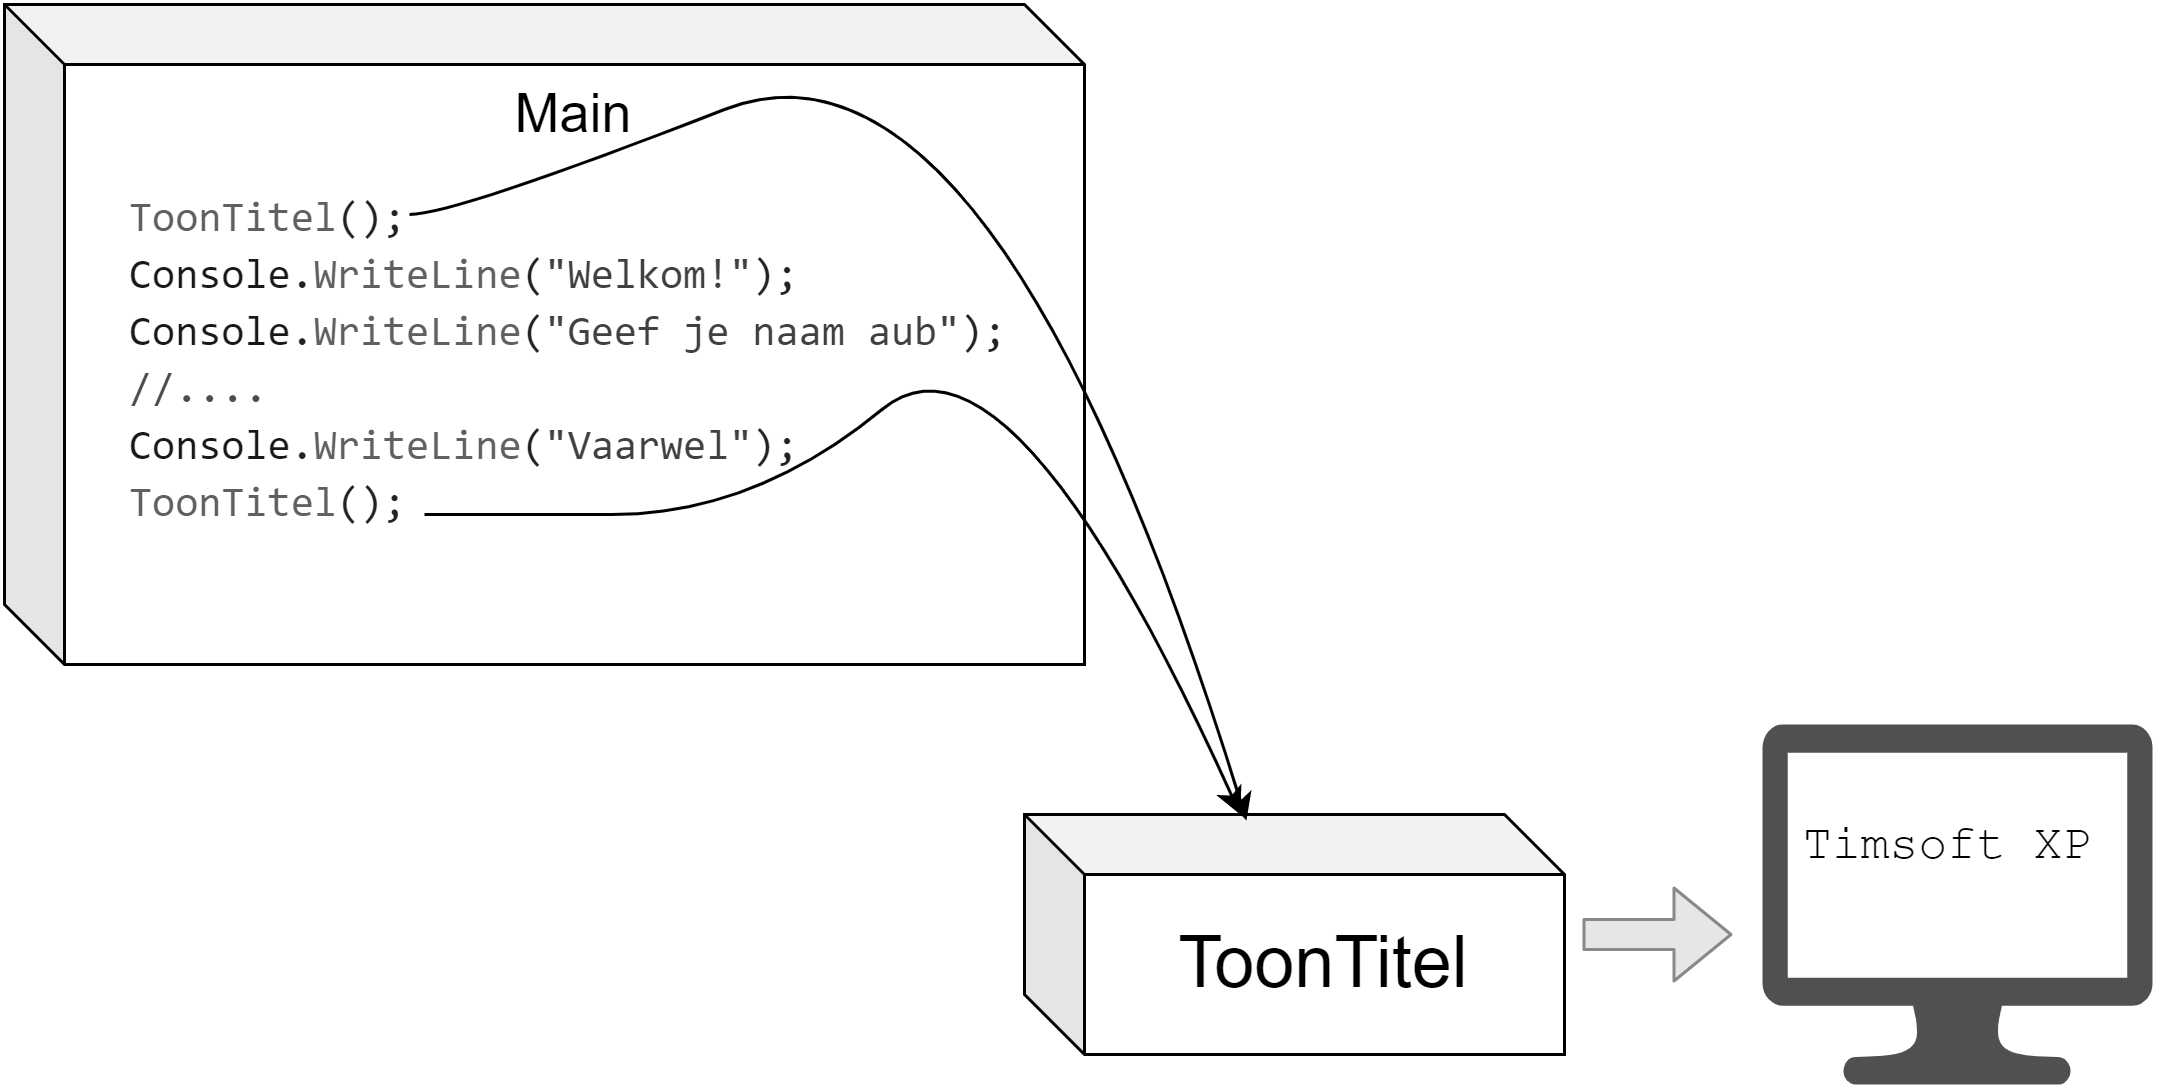 Main
ToonTitel();
Console.WriteLine("Welkom!");
Console.WriteLine("Geef je naam aub");
//....
Console.WriteLine("Vaarwel");
ToonTitel();
ToonTitel
Timsoft XP